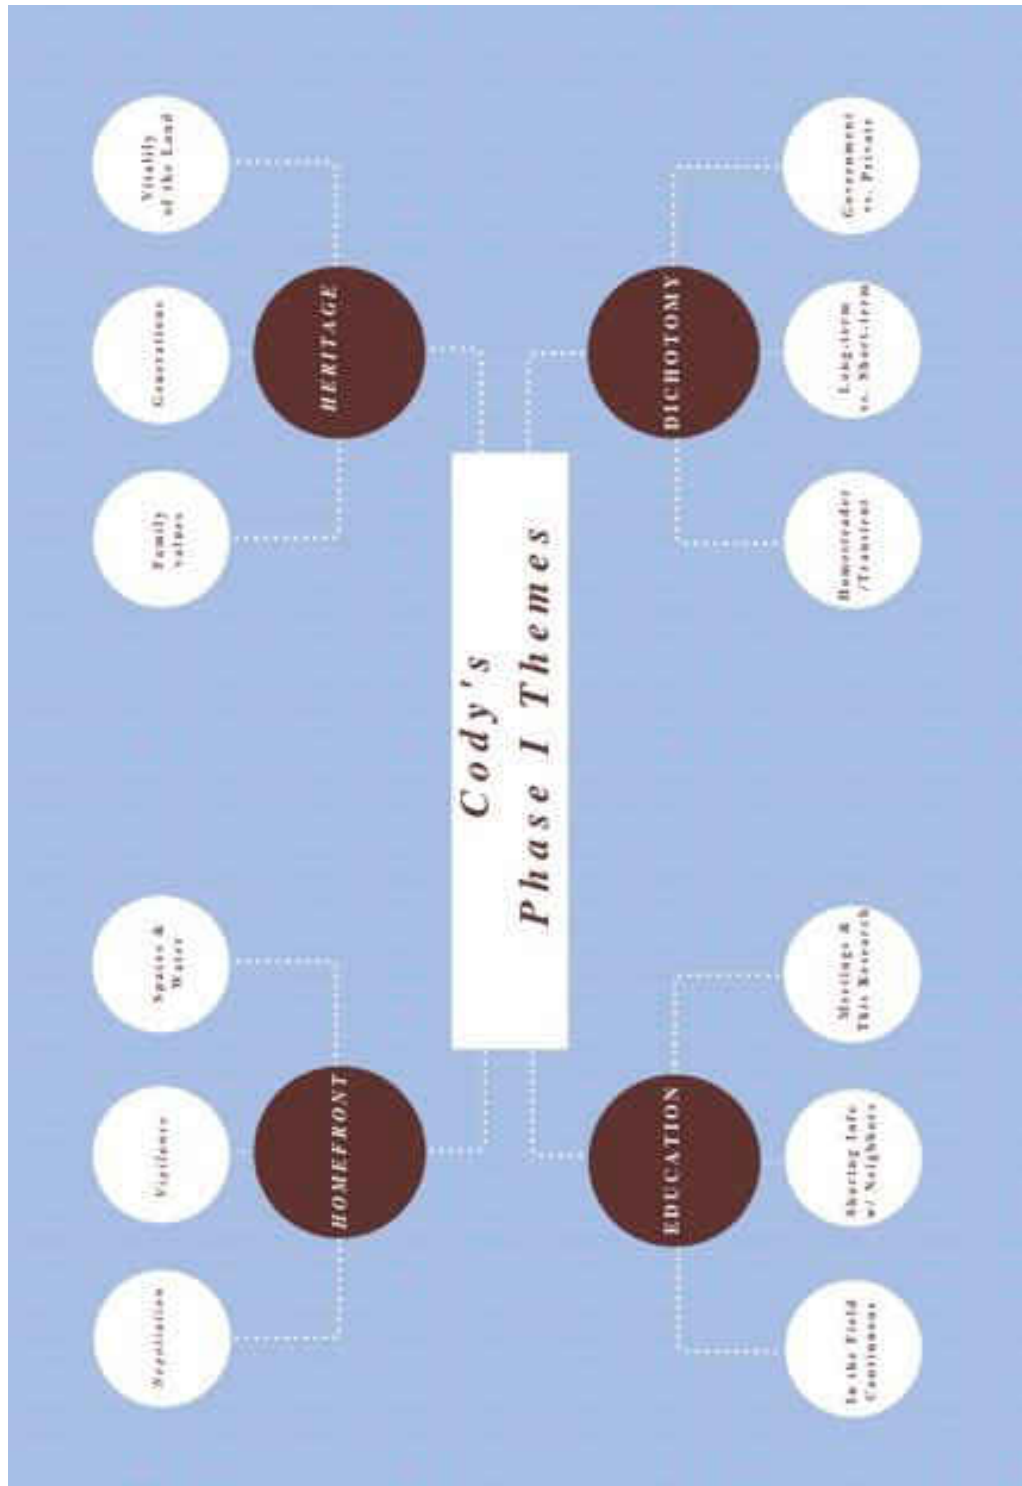 Negotiation
Vigilance
Spaces &
Water
Family
values
Generations
Vitality
of the Land
HOMEFRONT
HERITAGE
Cody's
Phase I Themes
EDUCATION
DICHOTOMY
In the Field
Continuous
Sharing Info
w/ Neighbors
Meetings &
This Research
Homesteader
/Transient
Long-term
vs. Short-term
Government
vs. Private